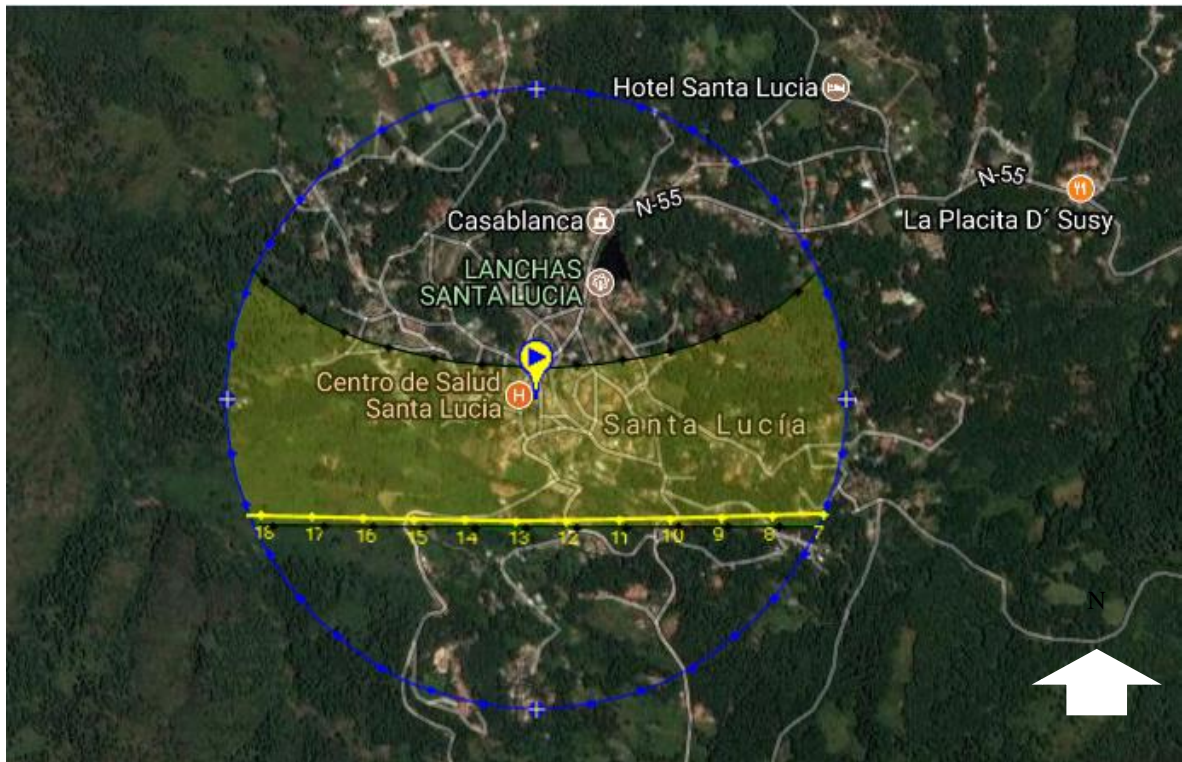 Hotel Santa Lucia
N-55
N-55
Casablanca
La Placita D´ Susy
LANCHAS
SANTA LUCIA
Centro de Salud
Santa Lucia
Santa Lucía
H
18 17 16 15 14 13 12 11 10 9 8 7
N